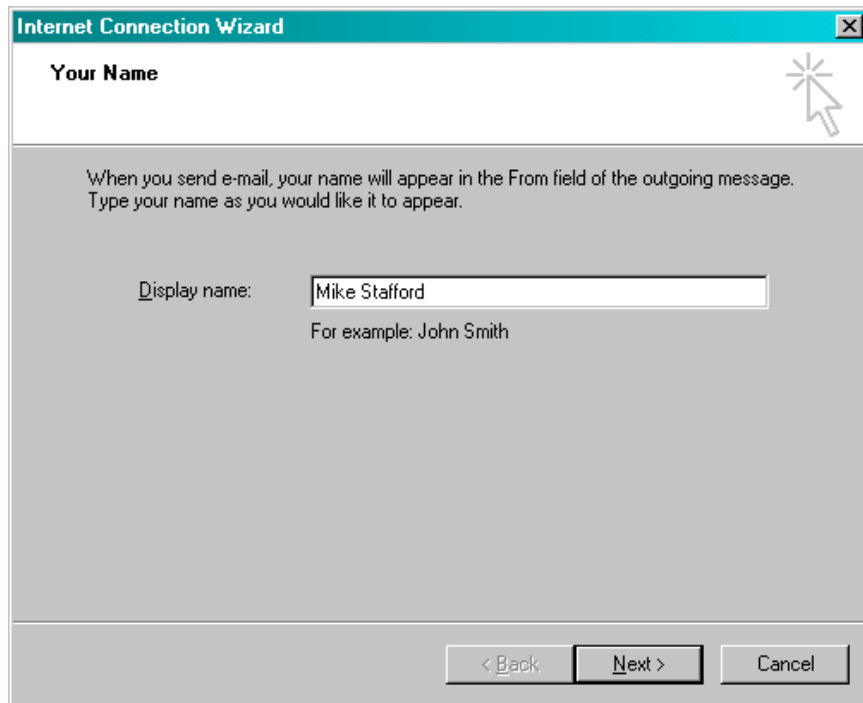 Internet Connection Wizard
Your Name
When you send e-mail, your name will appear in the From field of the outgoing message.
Type your name as you would like it to appear.
Display name: Mike Stafford
For example: John Smith
< Back Next > Cancel